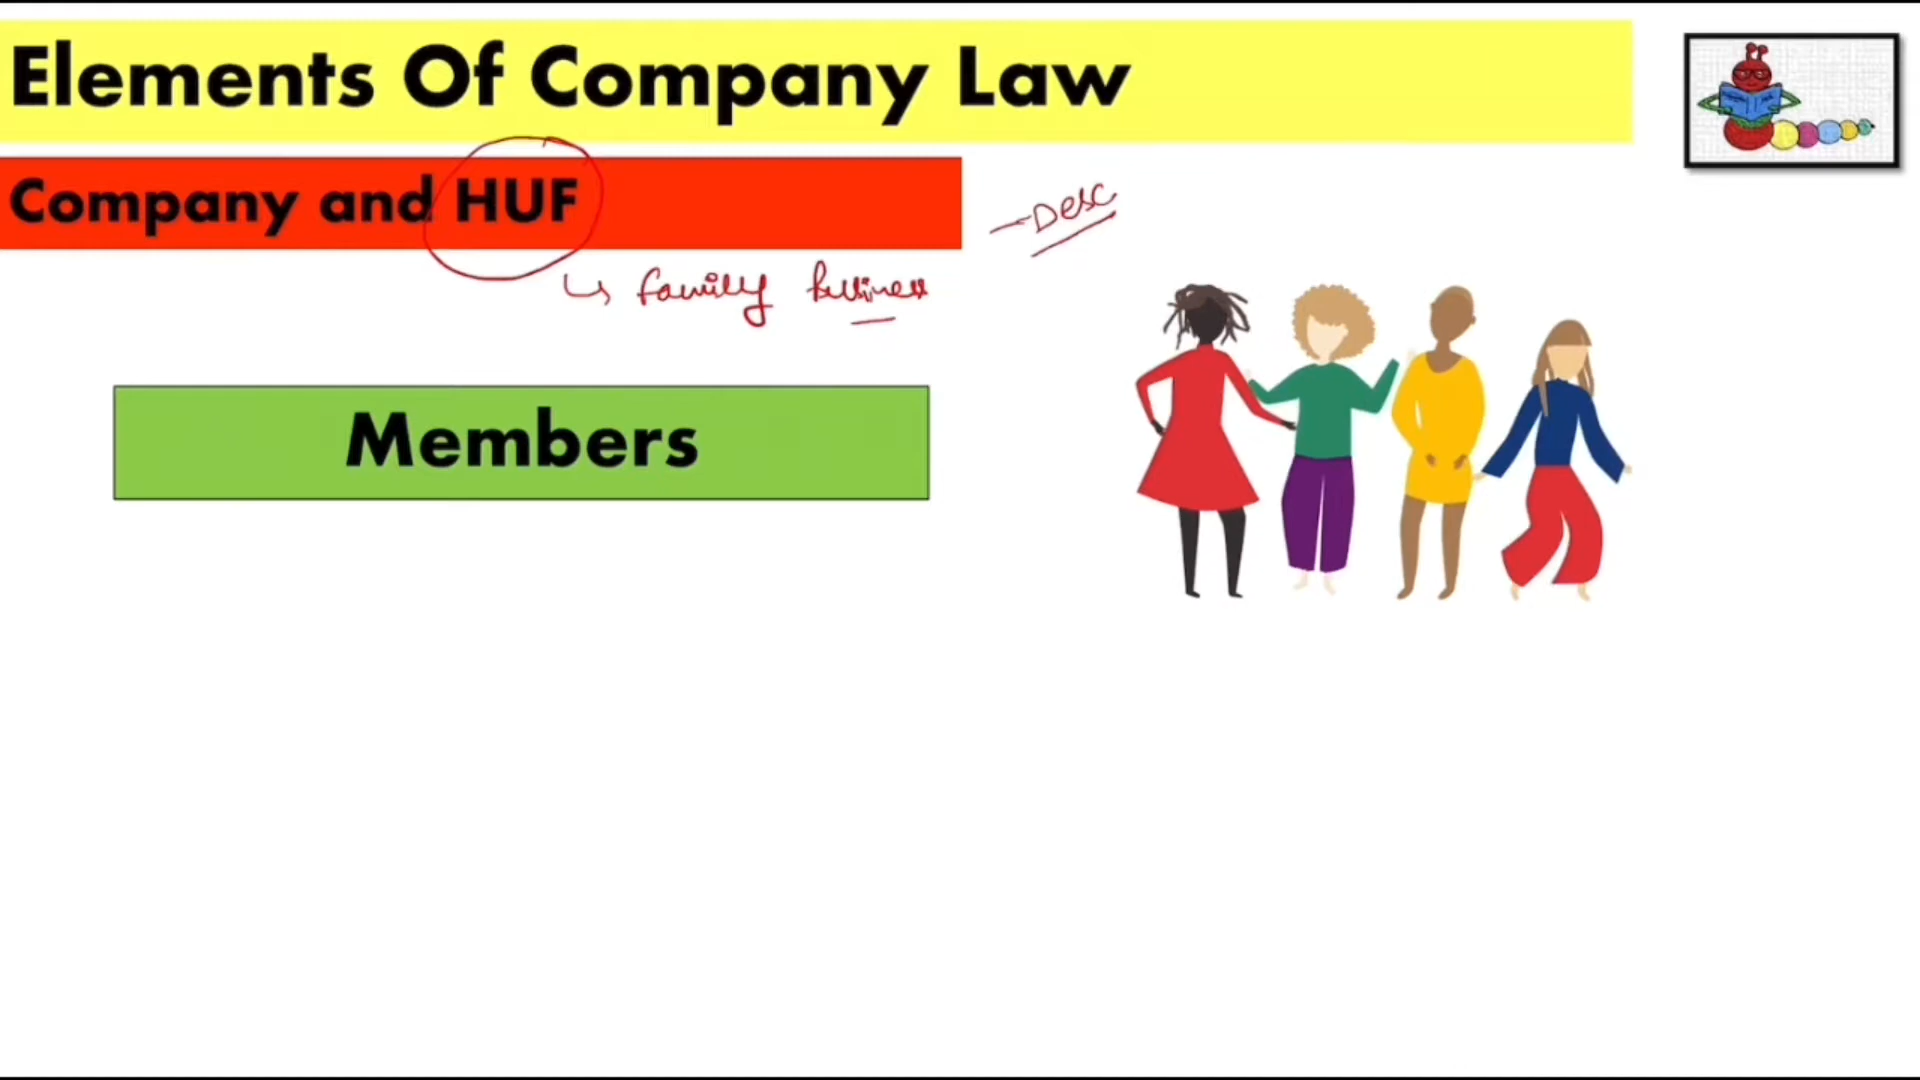 Elements Of Company Law
Company and HUF
- Desc
↳ family business
Members